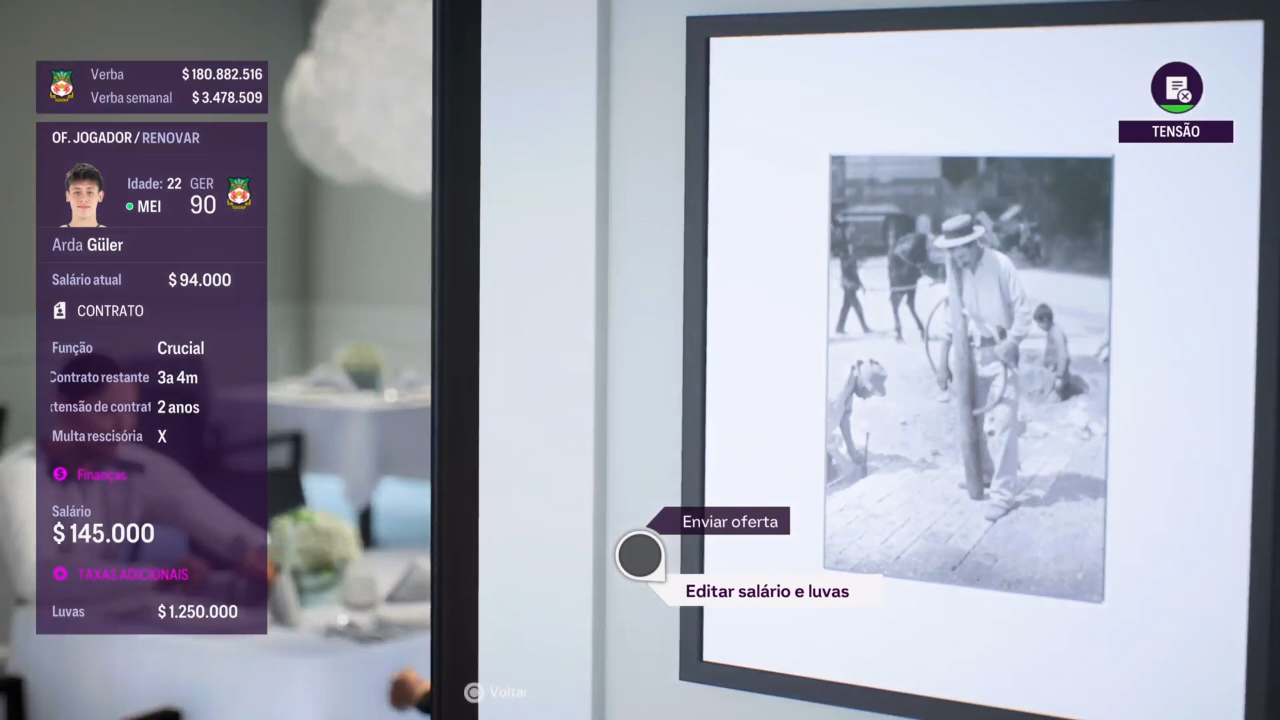 Verba $180.882.516
Verba semanal $3.478.509
OF. JOGADOR / RENOVAR
Idade: 22 GER
MEI 90
Arda Güler
Salário atual $94.000
CONTRATO
Função Crucial
Contrato restante 3a 4m
xtensão de contrat 2 anos
Multa rescisória X
Finanças
Salário
$145.000
TAXAS ADICIONAIS
Luvas $1.250.000
TENSÃO
Enviar oferta
Editar salário e luvas
C Voltar